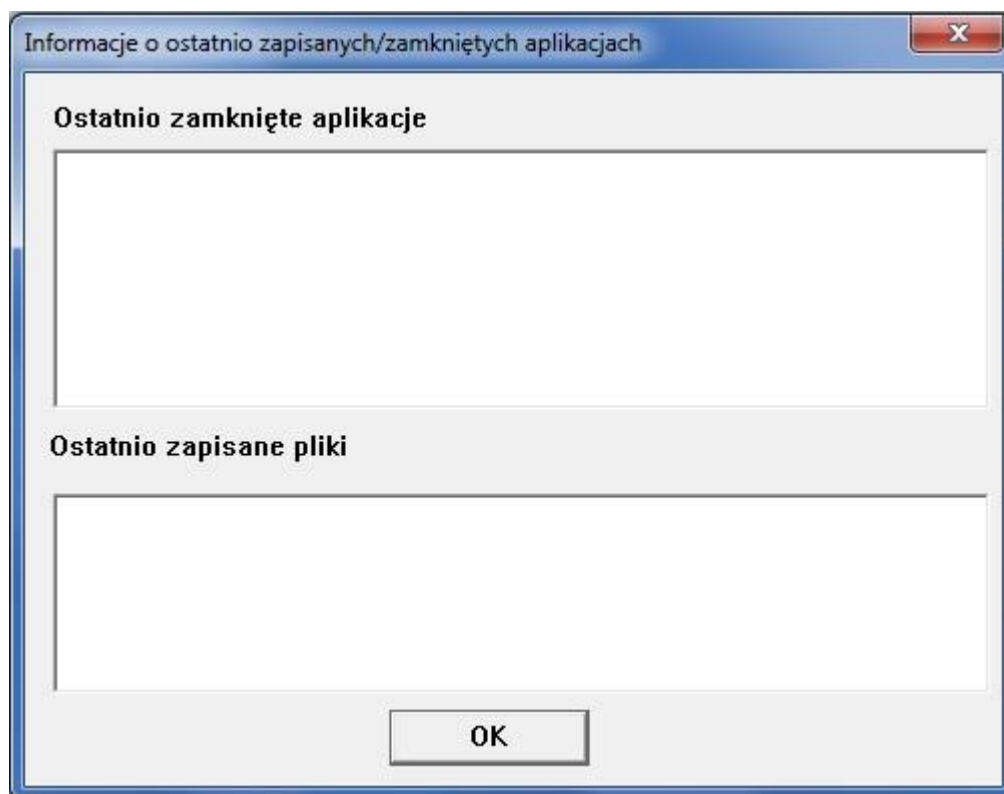 Informacje o ostatnio zapisanych/zamkniętych aplikacjach
Ostatnio zamknięte aplikacje
Ostatnio zapisane pliki
OK